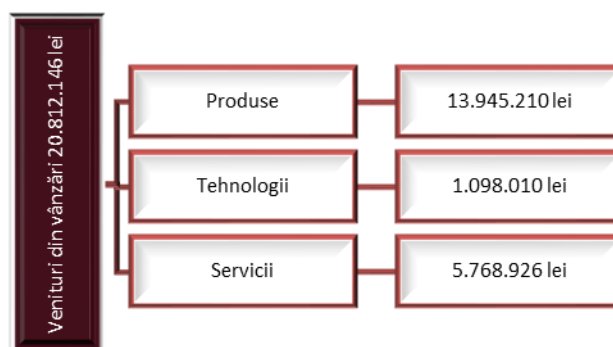 Venituri din vânzări 20.812.146 lei
Produse
13.945.210 lei
Tehnologii
1.098.010 lei
Servicii
5.768.926 lei